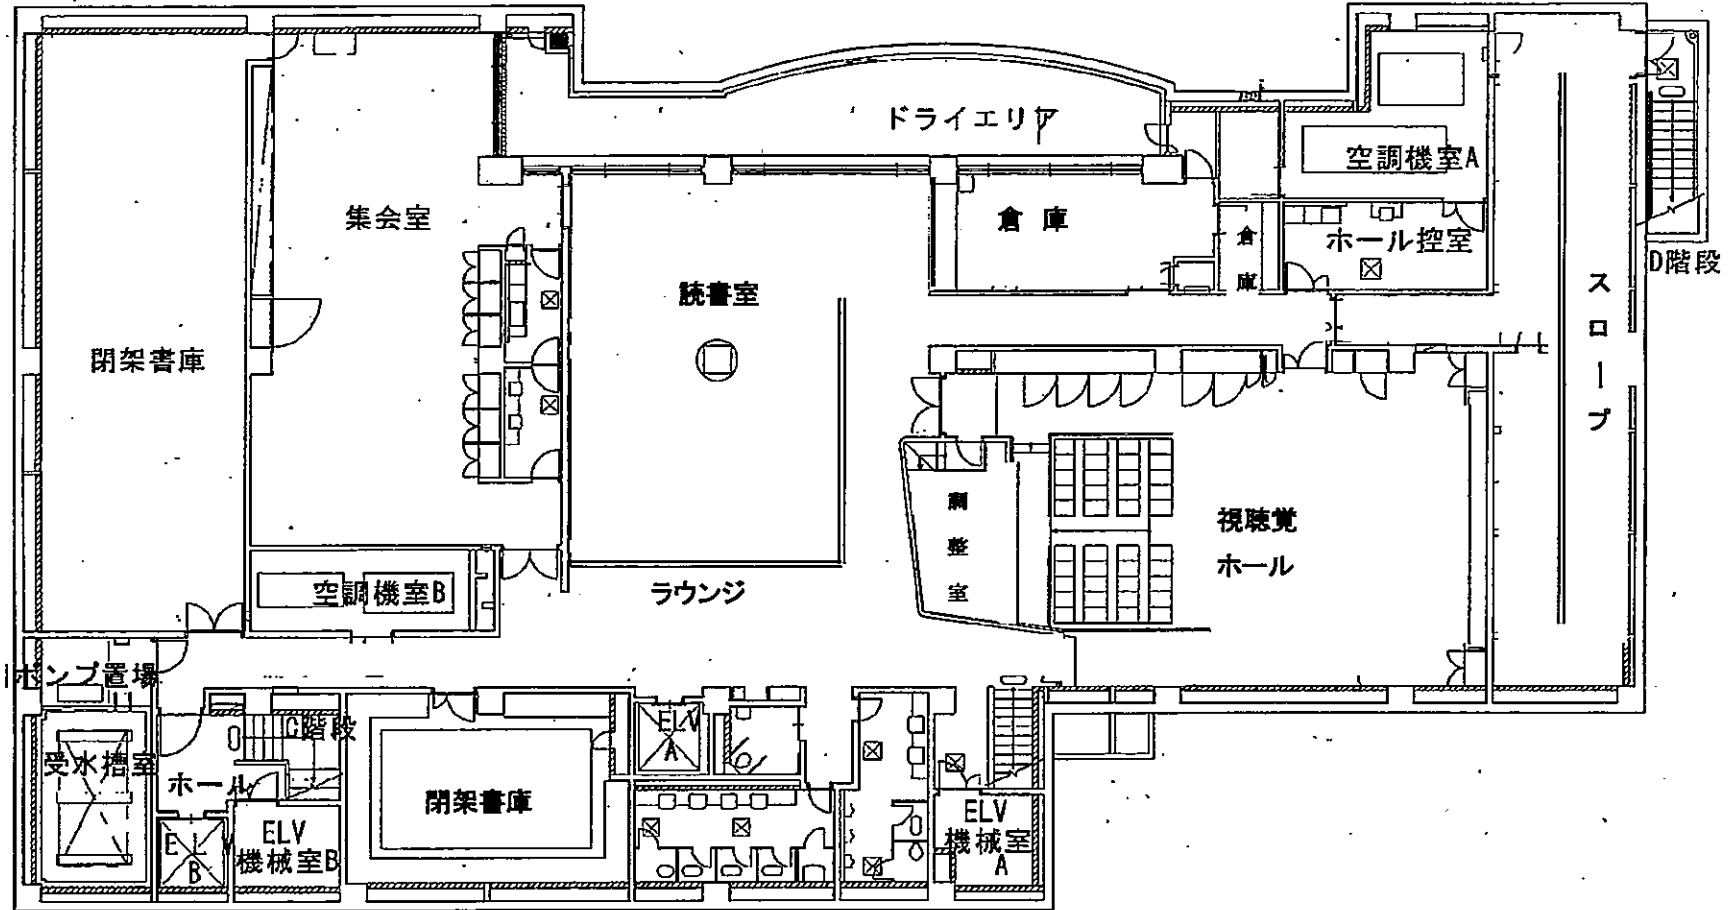 ドライエリア
空調機室A
集会室
倉庫
倉
庫
ホール控室
D階段
読書室
スロープ
閉架書庫
調
整
室
視聴覚
ホール
空調機室B
ラウンジ
ポンプ置場
C階段
ELV
A
受水槽室
ホール
閉架書庫
ELV
機械室B
ELV
機械室
A
ELV
B